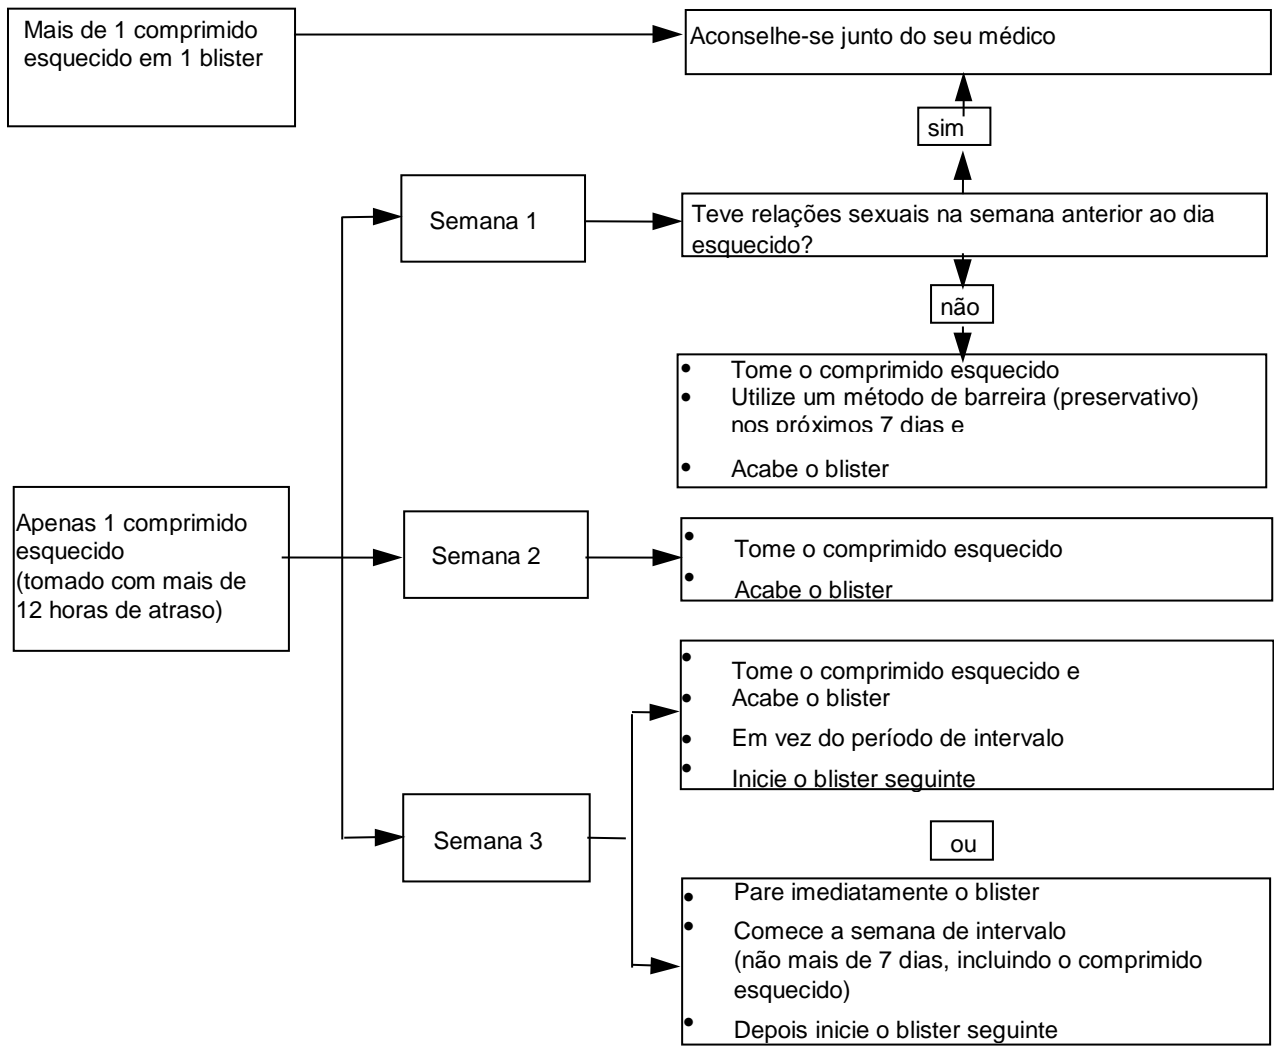 Mais de 1 comprimido
esquecido em 1 blister
Aconselhe-se junto do seu médico
sim
Semana 1
Teve relações sexuais na semana anterior ao dia
esquecido?
não
• Tome o comprimido esquecido
• Utilize um método de barreira (preservativo)
nos próximos 7 dias e
• Acabe o blister
Apenas 1 comprimido
esquecido
(tomado com mais de
12 horas de atraso)
Semana 2
• Tome o comprimido esquecido
• Acabe o blister
Semana 3
• Tome o comprimido esquecido e
• Acabe o blister
• Em vez do período de intervalo
• Inicie o blister seguinte
ou
• Pare imediatamente o blister
• Comece a semana de intervalo
(não mais de 7 dias, incluindo o comprimido
esquecido)
• Depois inicie o blister seguinte